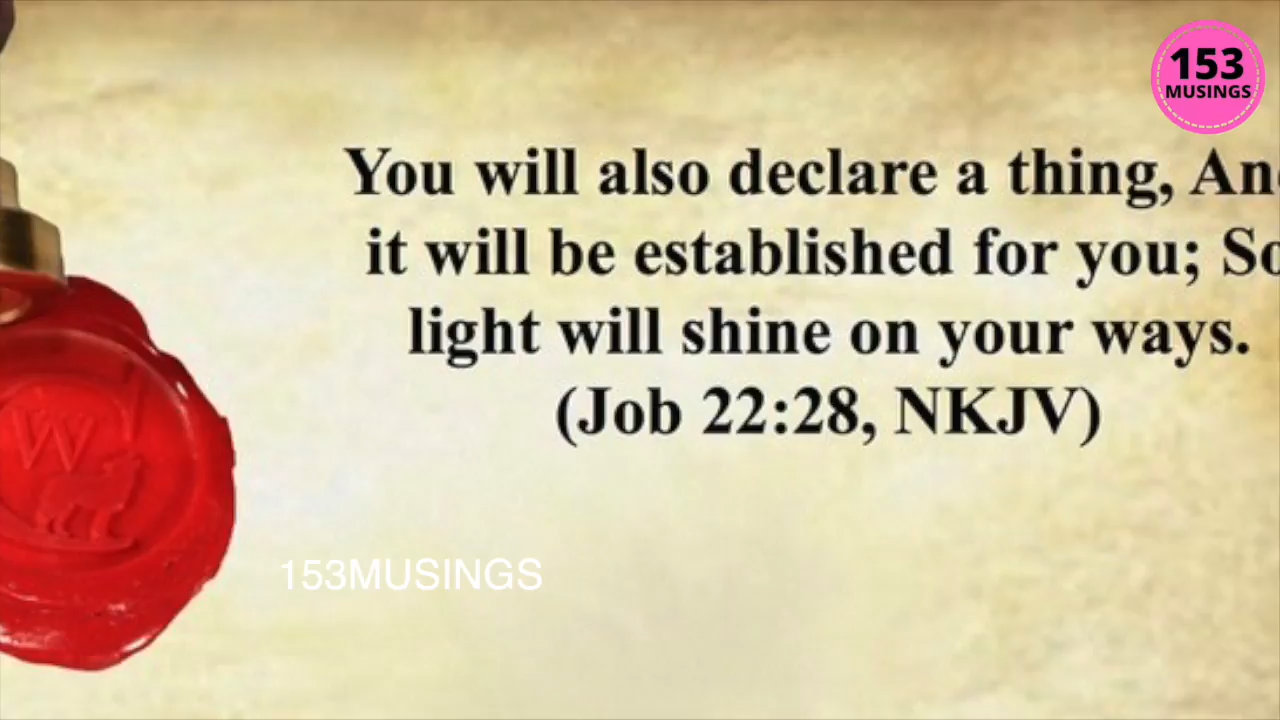 153
MUSINGS
You will also declare a thing, An
it will be established for you; So
light will shine on your ways.
(Job 22:28, NKJV)
W
153MUSINGS